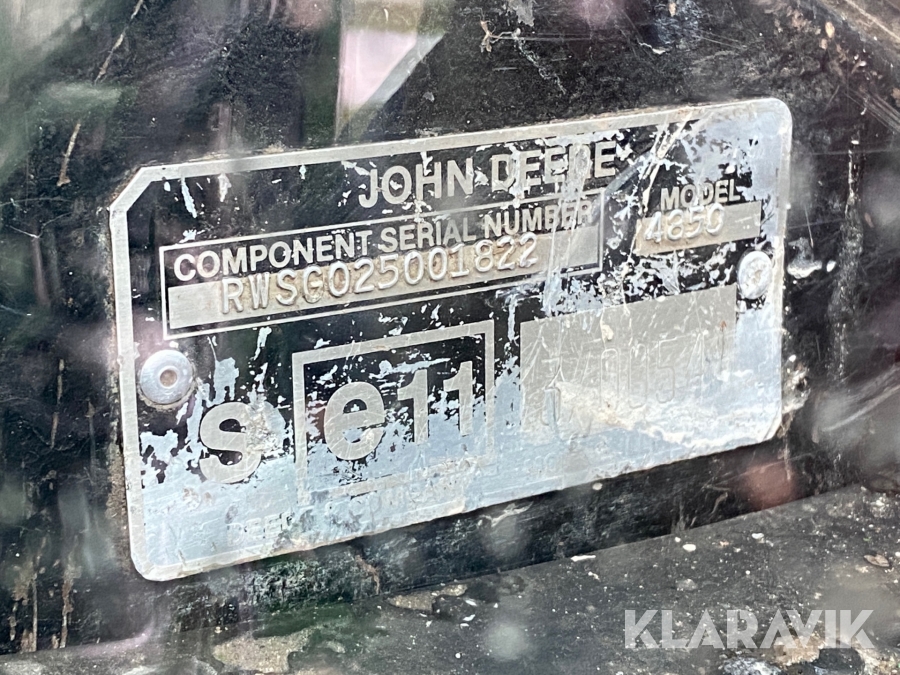 JOHN DEERE
COMPONENT SERIAL NUMBER
MODEL
RWSG025001822
4850
S
e11
KLARAVIK